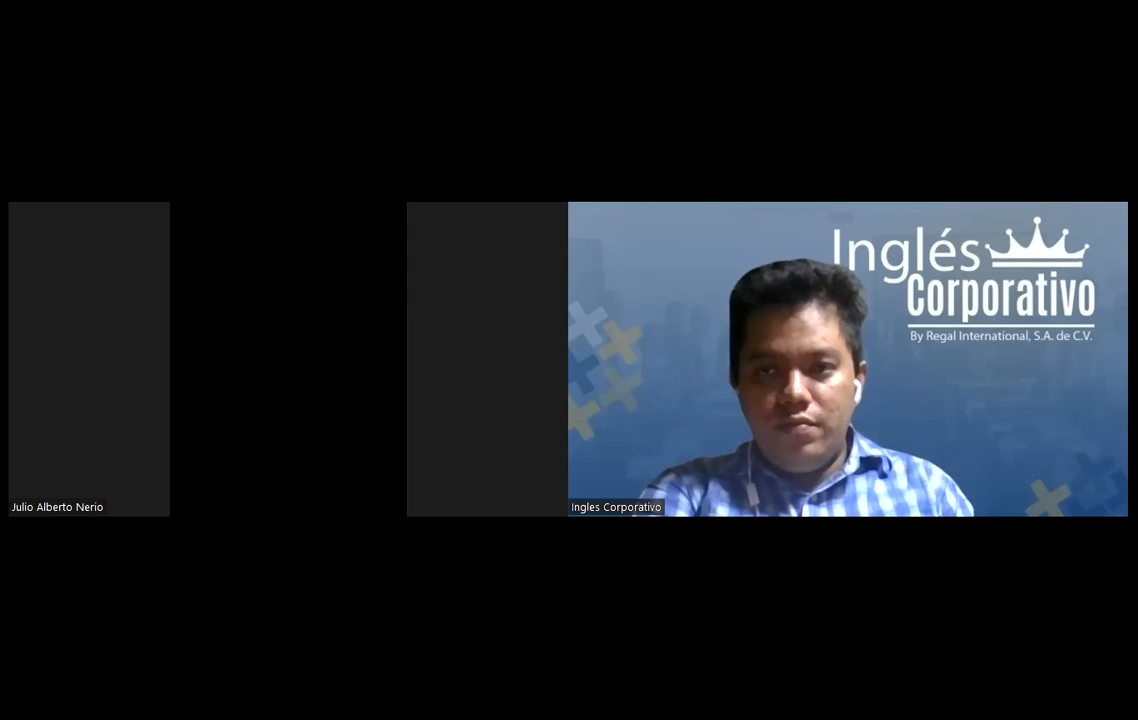 Inglés
Corporativo
By Regal International, S.A. de C.V.
Julio Alberto Nerio
Ingles Corporativo